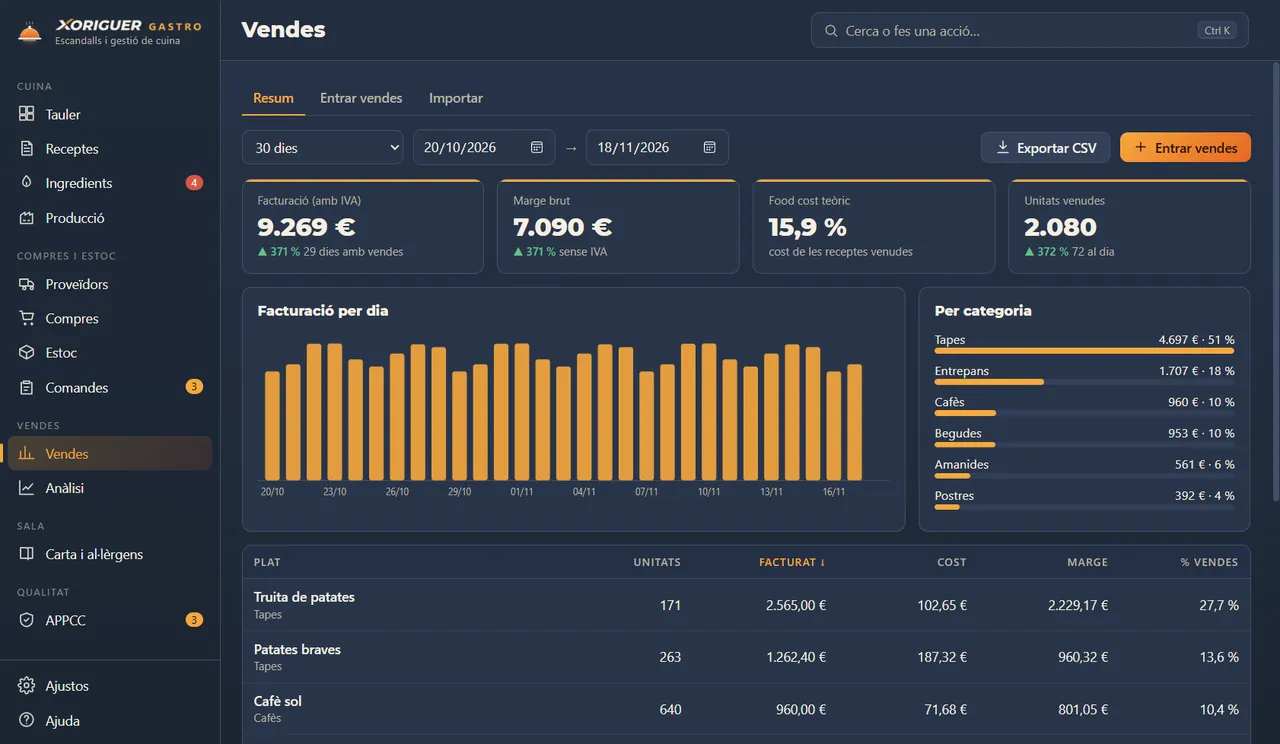 XORIGUER GASTRO
Escandalls i gestió de cuina
CUINA
Tauler
Receptes
Ingredients 4
Producció
COMPRES I ESTOC
Proveïdors
Compres
Estoc
Comandes 3
VENDES
Vendes
Anàlisi
SALA
Carta i al·lèrgens
QUALITAT
APPCC 3
Ajustos
Ajuda
Vendes
Cerca o fes una acció... Ctrl K
Resum Entrar vendes Importar
30 dies 20/10/2026 → 18/11/2026 Exportar CSV + Entrar vendes
Facturació (amb IVA)
9.269 €
▲ 371 % 29 dies amb vendes
Marge brut
7.090 €
▲ 371 % sense IVA
Food cost teòric
15,9 %
cost de les receptes venudes
Unitats venudes
2.080
▲ 372 % 72 al dia
Facturació per dia
20/10 23/10 26/10 29/10 01/11 04/11 07/11 10/11 13/11 16/11
Per categoria
Tapes 4.697 € · 51 %
Entrepans 1.707 € · 18 %
Cafès 960 € · 10 %
Begudes 953 € · 10 %
Amanides 561 € · 6 %
Postres 392 € · 4 %
PLAT UNITATS FACTURAT ↓ COST MARGE % VENDES
Truita de patates 171 2.565,00 € 102,65 € 2.229,17 € 27,7 %
Tapes
Patates braves 263 1.262,40 € 187,32 € 960,32 € 13,6 %
Tapes
Cafè sol 640 960,00 € 71,68 € 801,05 € 10,4 %
Cafès